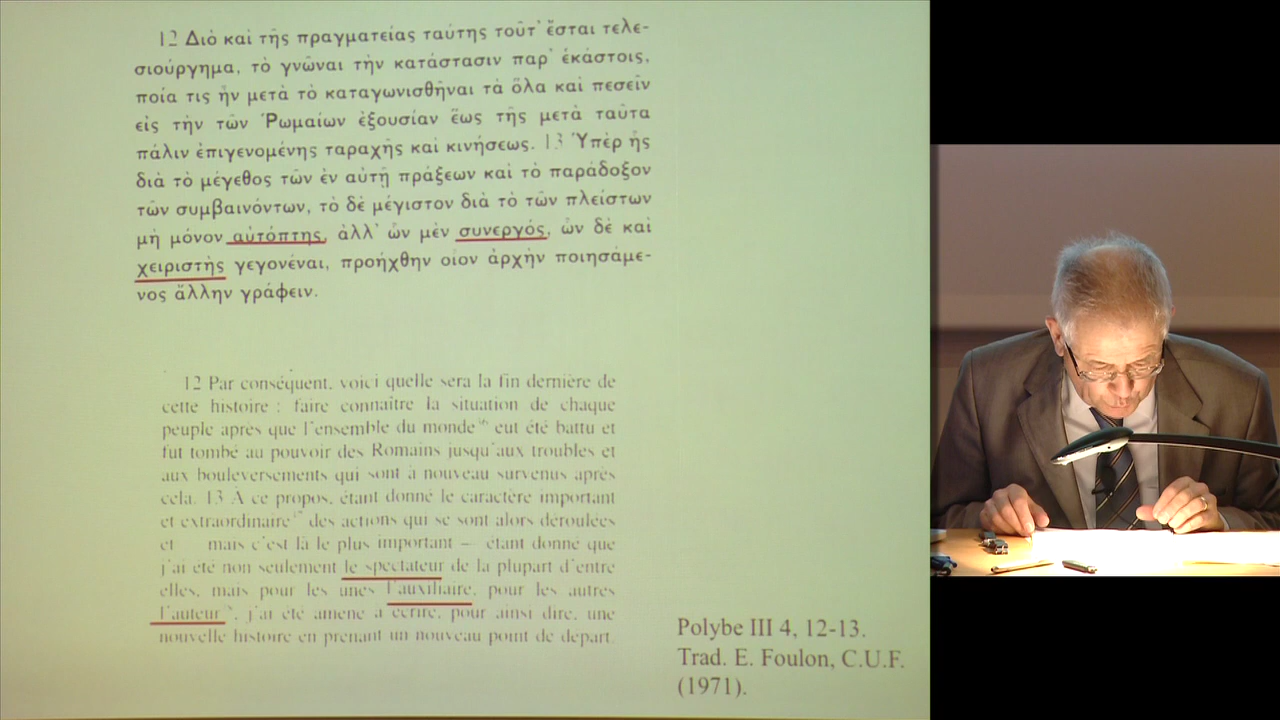 12 Διὸ καὶ τῆς πραγματείας ταύτης τοῦτ᾽ ἔσται τελε-
σιούργημα, τὸ γνῶναι τὴν κατάστασιν παρ᾽ ἑκάστοις,
ποία τις ἦν μετὰ τὸ καταγωνισθῆναι τὰ ὅλα καὶ πεσεῖν
εἰς τὴν τῶν Ῥωμαίων ἐξουσίαν ἕως τῆς μετὰ ταῦτα
πάλιν ἐπιγενομένης ταραχῆς καὶ κινήσεως. 13 Ὑπὲρ ἧς
διὰ τὸ μέγεθος τῶν ἐν αὐτῇ πράξεων καὶ τὸ παράδοξον
τῶν συμβαινόντων, τὸ δὲ μέγιστον διὰ τὸ τῶν πλείστων
μὴ μόνον αὐτόπτης, ἀλλ᾽ ὧν μὲν συνεργός, ὧν δὲ καὶ
χειριστὴς γεγονέναι, προήχθην οἷον ἀρχὴν ποιησάμε-
νος ἄλλην γράφειν.
12 Par conséquent, voici quelle sera la fin dernière de
cette histoire : faire connaître la situation de chaque
peuple après que l'ensemble du monde eut été battu et
fut tombé au pouvoir des Romains jusqu'aux troubles et
aux bouleversements qui sont à nouveau survenus après
cela. 13 À ce propos, étant donné le caractère important
et extraordinaire des actions qui se sont alors déroulées
et mais c'est là le plus important – étant donné que
j'ai été non seulement le spectateur de la plupart d'entre
elles, mais pour les unes l'auxiliaire, pour les autres
l'auteur, j'ai été amené à écrire, pour ainsi dire, une
nouvelle histoire en prenant un nouveau point de départ.
Polybe III 4, 12-13.
Trad. E. Foulon, C.U.F.
(1971).